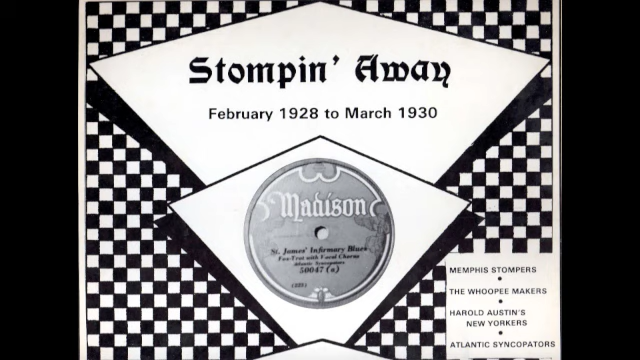 Stompin' Away
February 1928 to March 1930
Madison
St. James' Infirmary Blues
Fox-Trot with Vocal Chorus
Atlantic Syncopators
50047 (a)
MEMPHIS STOMPERS
•
THE WHOOPEE MAKERS
•
HAROLD AUSTIN'S
NEW YORKERS
•
ATLANTIC SYNCOPATORS